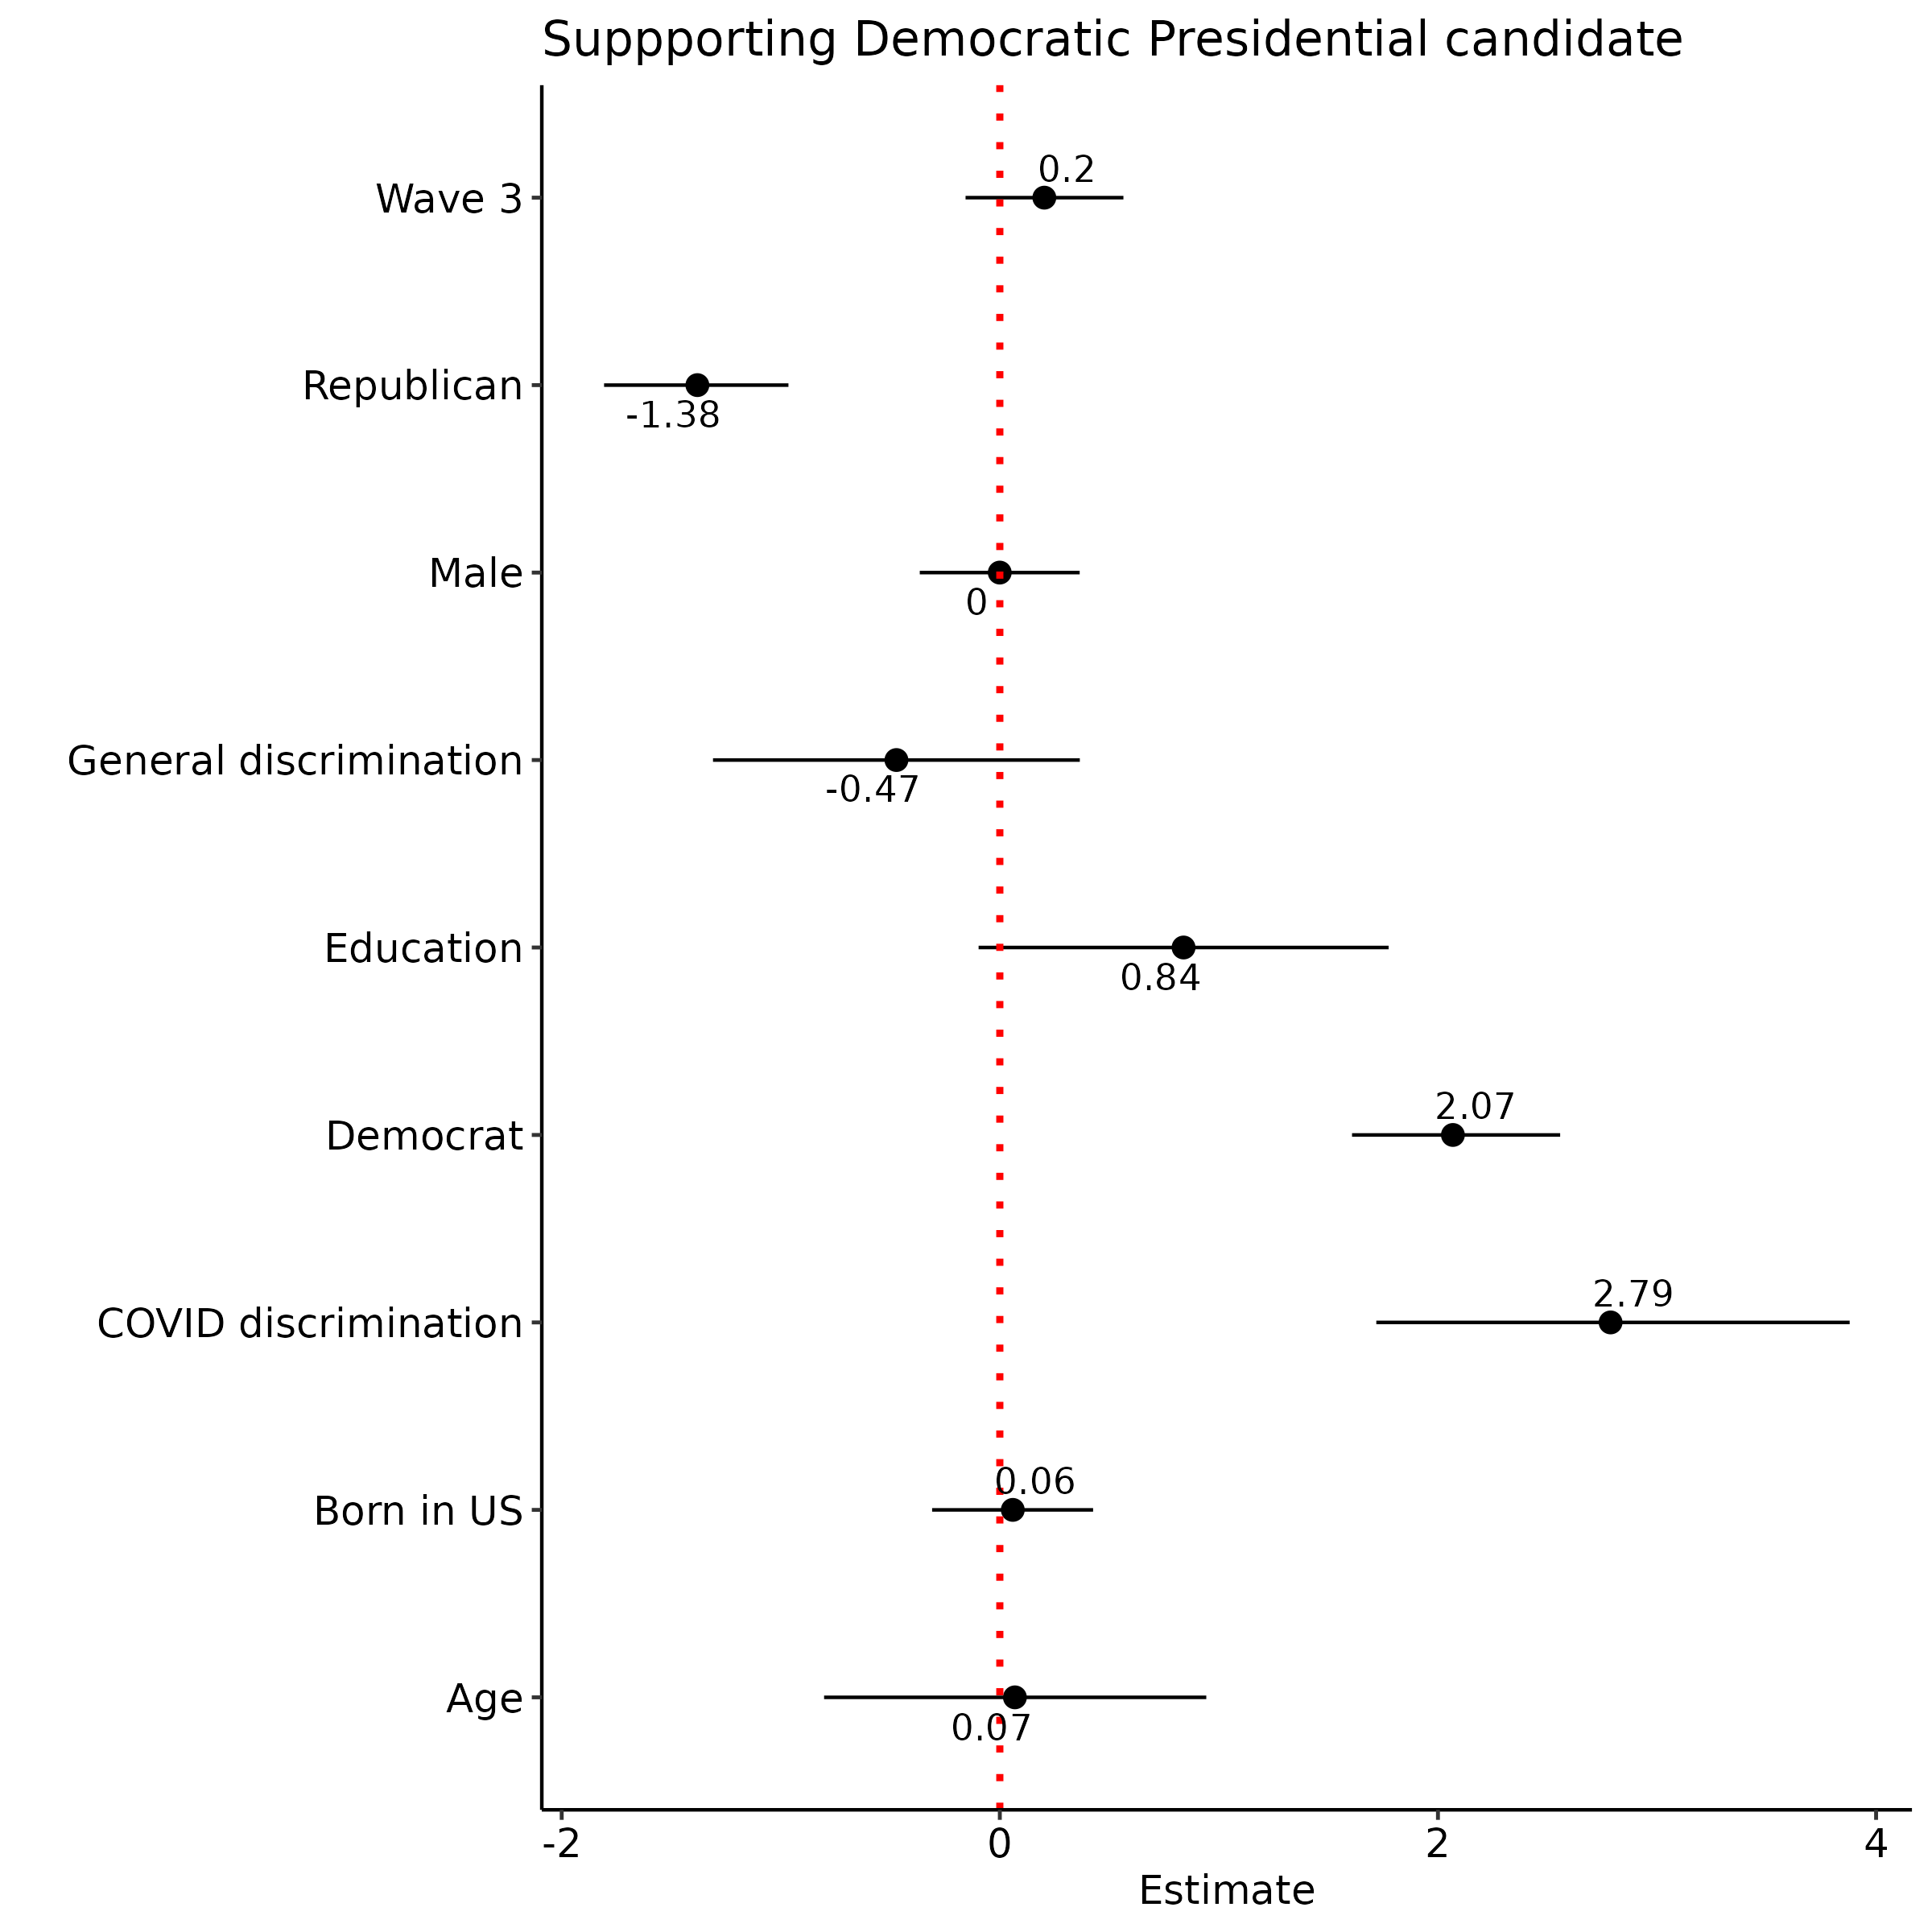 Suppporting Democratic Presidential candidate
Wave 3
0.2
Republican
-1.38
Male
0
General discrimination
-0.47
Education
0.84
Democrat
2.07
COVID discrimination
2.79
Born in US
0.06
Age
0.07
-2 0 2 4
Estimate